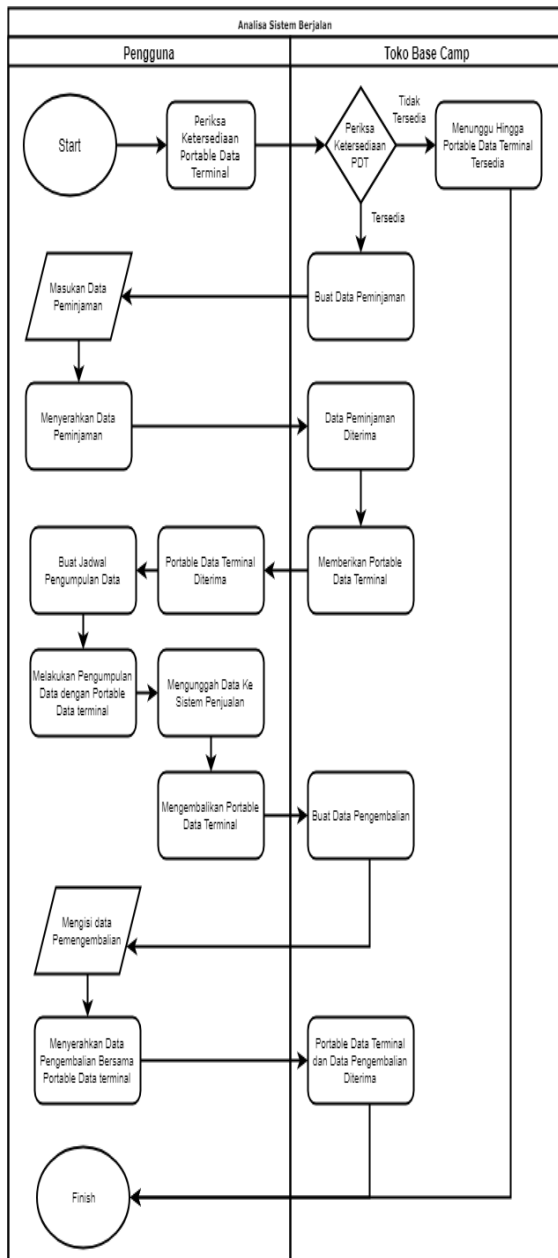 Analisa Sistem Berjalan
Pengguna
Toko Base Camp
Start
Periksa
Ketersediaan
Portable Data
Terminal
Periksa
Ketersediaan
PDT
Tidak
Tersedia
Menunggu Hingga
Portable Data Terminal
Tersedia
Tersedia
Buat Data Peminjaman
Masukan Data
Peminjaman
Menyerahkan Data
Peminjaman
Data Peminjaman
Diterima
Memberikan Portable
Data Terminal
Portable Data Terminal
Diterima
Buat Jadwal
Pengumpulan Data
Melakukan Pengumpulan
Data dengan Portable
Data terminal
Mengunggah Data Ke
Sistem Penjualan
Mengembalikan Portable
Data Terminal
Buat Data Pengembalian
Mengisi data
Pemengembalian
Menyerahkan Data
Pengembalian Bersama
Portable Data terminal
Portable Data Terminal
dan Data Pengembalian
Diterima
Finish